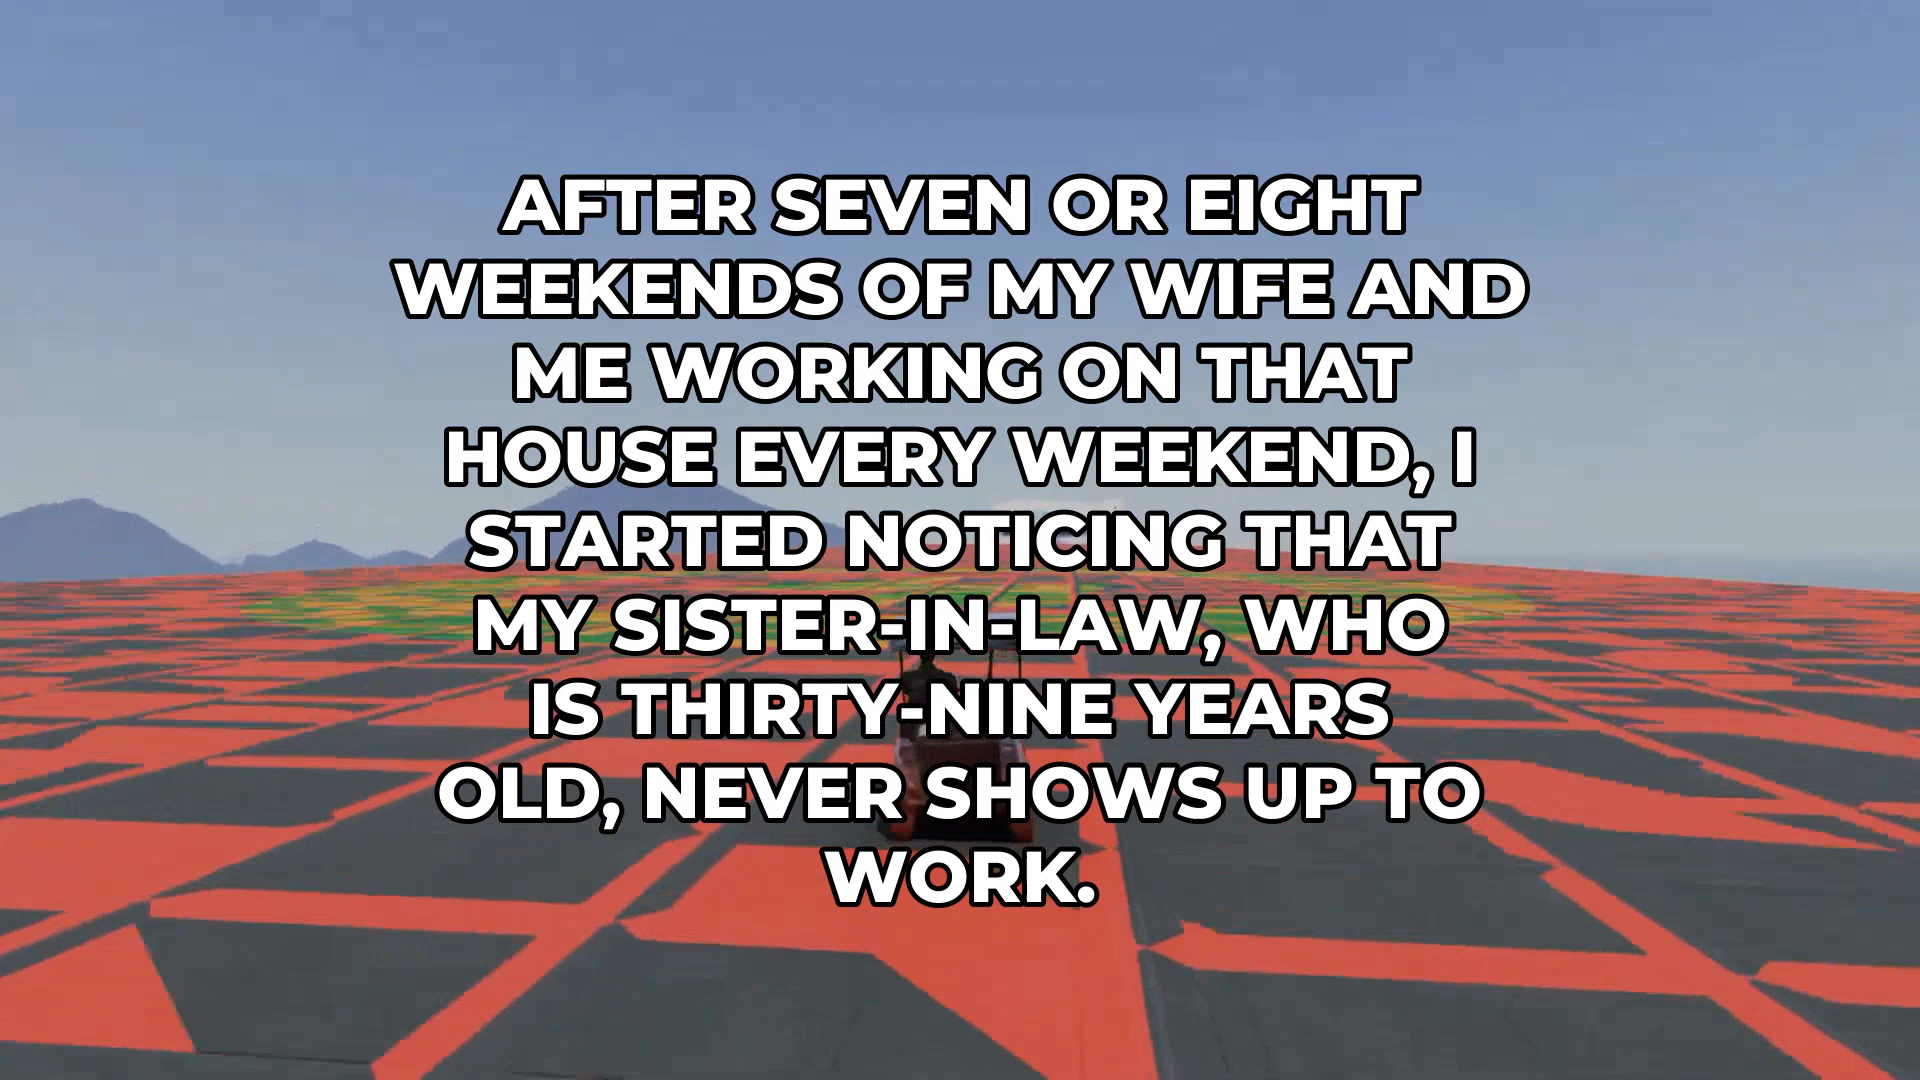 AFTER SEVEN OR EIGHT
WEEKENDS OF MY WIFE AND
ME WORKING ON THAT
HOUSE EVERY WEEKEND, I
STARTED NOTICING THAT
MY SISTER-IN-LAW, WHO
IS THIRTY-NINE YEARS
OLD, NEVER SHOWS UP TO
WORK.